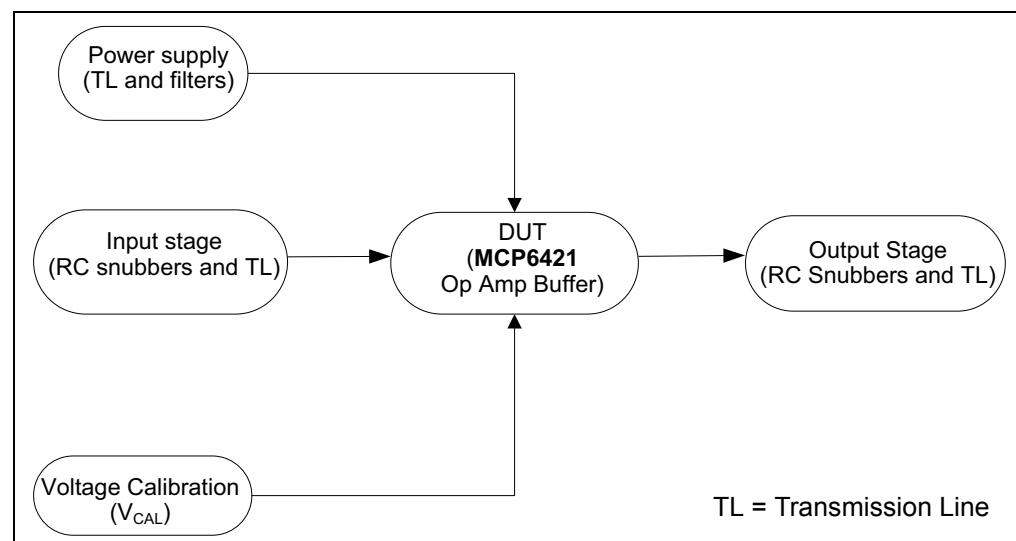 Power supply
(TL and filters)
Input stage
(RC snubbers and TL)
DUT
(MCP6421
Op Amp Buffer)
Output Stage
(RC Snubbers and TL)
Voltage Calibration
(VCAL)
TL = Transmission Line